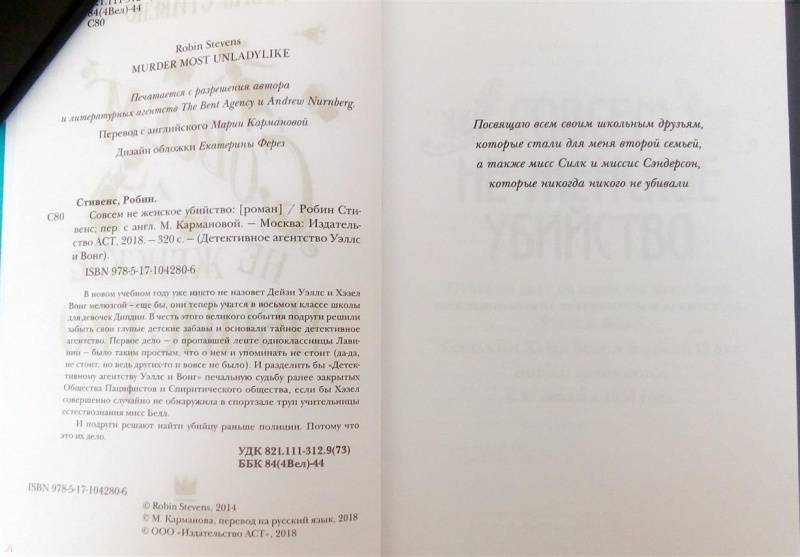 821.111-
84(4Вел)-44
С80
Robin Stevens
MURDER MOST UNLADYLIKE
Печатается с разрешения автора
и литературных агентств The Bent Agency и Andrew Nurnberg.
Перевод с английского Марии Кармановой
Дизайн обложки Екатерины Ферез
Стивенс, Робин.
С80 Совсем не женское убийство: [роман] / Робин Сти-
венс; пер. с англ. М. Кармановой. — Москва: Издатель-
ство АСТ, 2018. — 320 с. — (Детективное агентство Уэллс
и Вонг).
ISBN 978-5-17-104280-6
В новом учебном году уже никто не назовет Дейзи Уэллс и Хэзел
Вонг мелюзгой – еще бы, они теперь учатся в восьмом классе школы
для девочек Дипдин. В честь этого великого события подруги решили
забыть свои глупые детские забавы и основали тайное детективное
агентство. Первое дело – о пропавшей ленте одноклассницы Лави-
нии – было таким простым, что о нем и упоминать не стоит (да-да,
не стоит, но ведь других-то и вовсе не было). И разделить бы «Детек-
тивному агентству Уэллс и Вонг» печальную судьбу ранее закрытых
Общества Пацифистов и Спиритического общества, если бы Хэзел
совершенно случайно не обнаружила в спортзале труп учительницы
естествознания мисс Белл.
И подруги решают найти убийцу раньше полиции. Потому что
это их дело.
УДК 821.111-312.9(73)
ББК 84(4Вел)-44
ISBN 978-5-17-104280-6
© Robin Stevens, 2014
© М. Карманова, перевод на русский язык, 2018
© ООО «Издательство АСТ», 2018
Посвящаю всем своим школьным друзьям,
которые стали для меня второй семьей,
а также мисс Силк и миссис Сэндерсон,
которые никогда никого не убивали